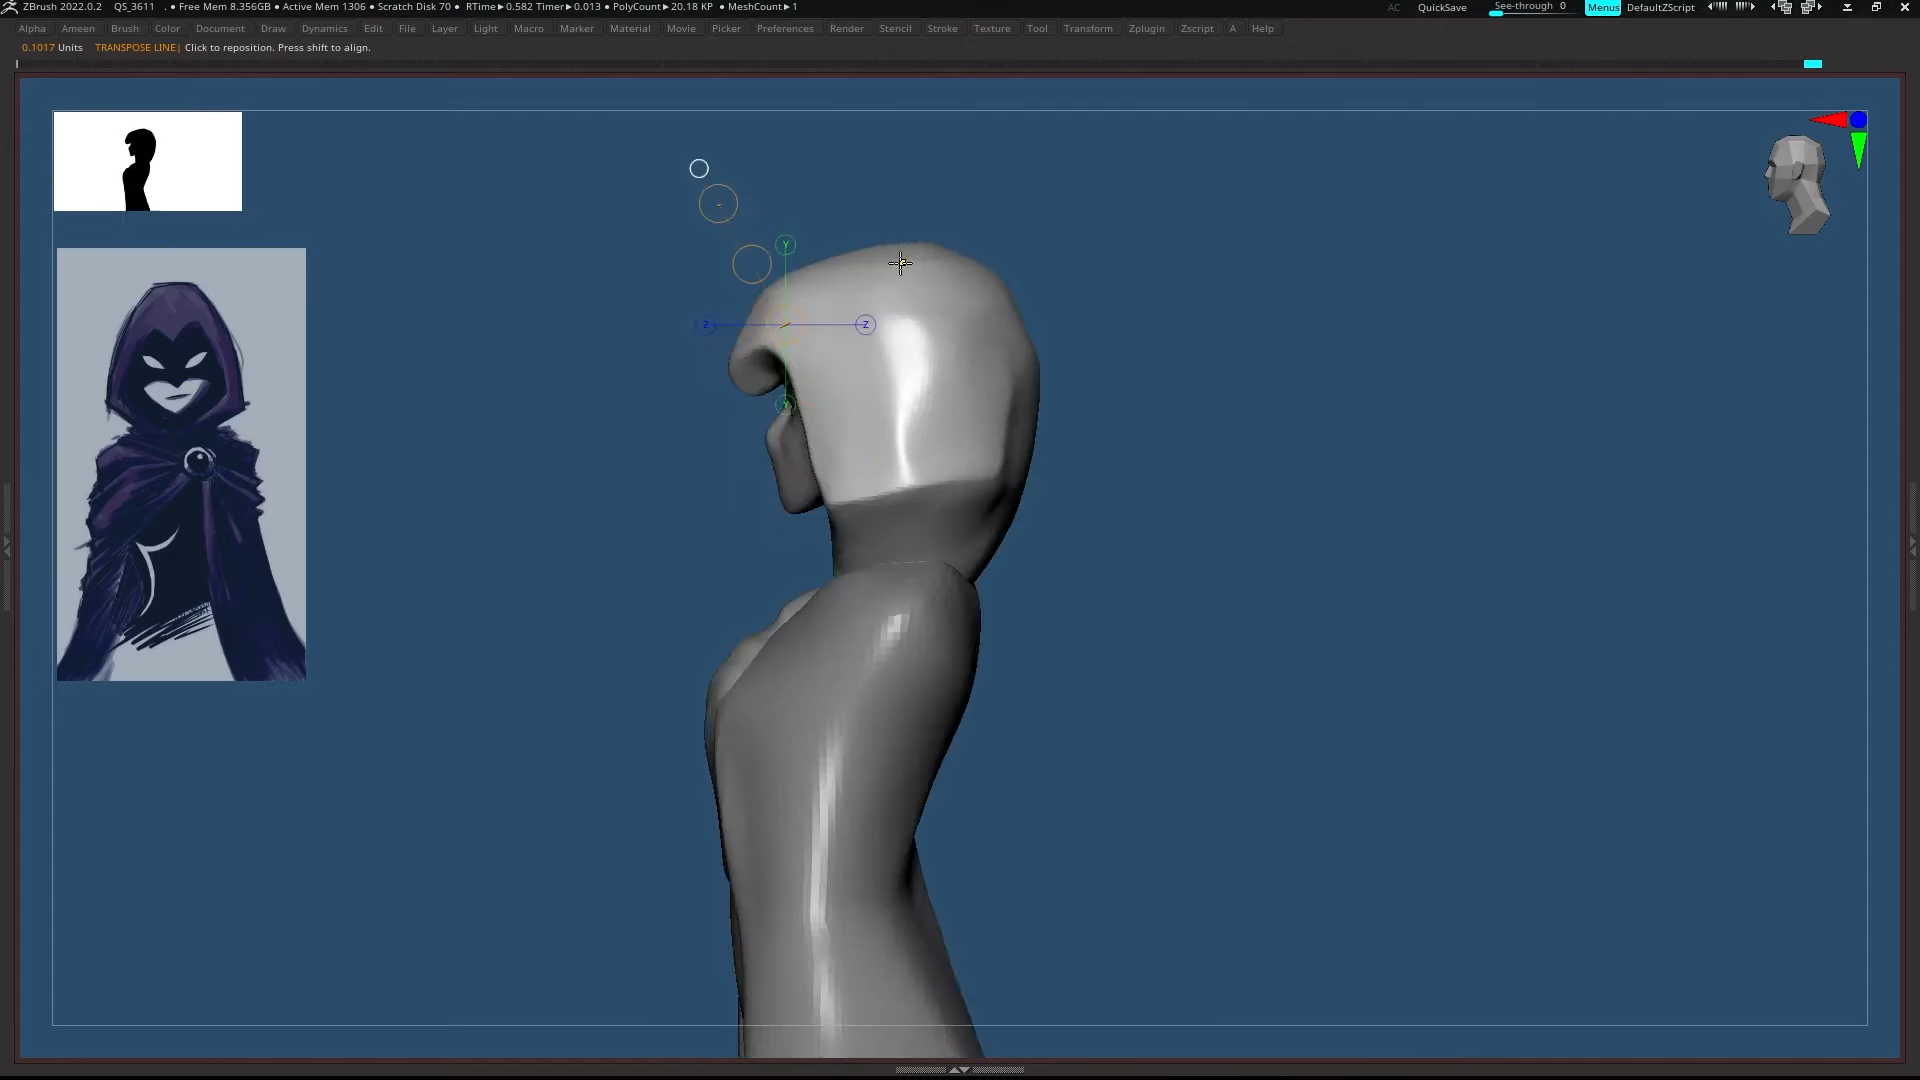 ZBrush 2022.0.2 QS_3611 . ● Free Mem 8.356GB ● Active Mem 1306 ● Scratch Disk 70 ● RTime►0.582 Timer►0.013 ● PolyCount►20.18 KP ● MeshCount►1 AC QuickSave See-through 0 Menus DefaultZScript
Alpha Ameen Brush Color Document Draw Dynamics Edit File Layer Light Macro Marker Material Movie Picker Preferences Render Stencil Stroke Texture Tool Transform Zplugin Zscript A Help
0.1017 Units TRANSPOSE LINE| Click to reposition. Press shift to align.
Y
Z Z
Y